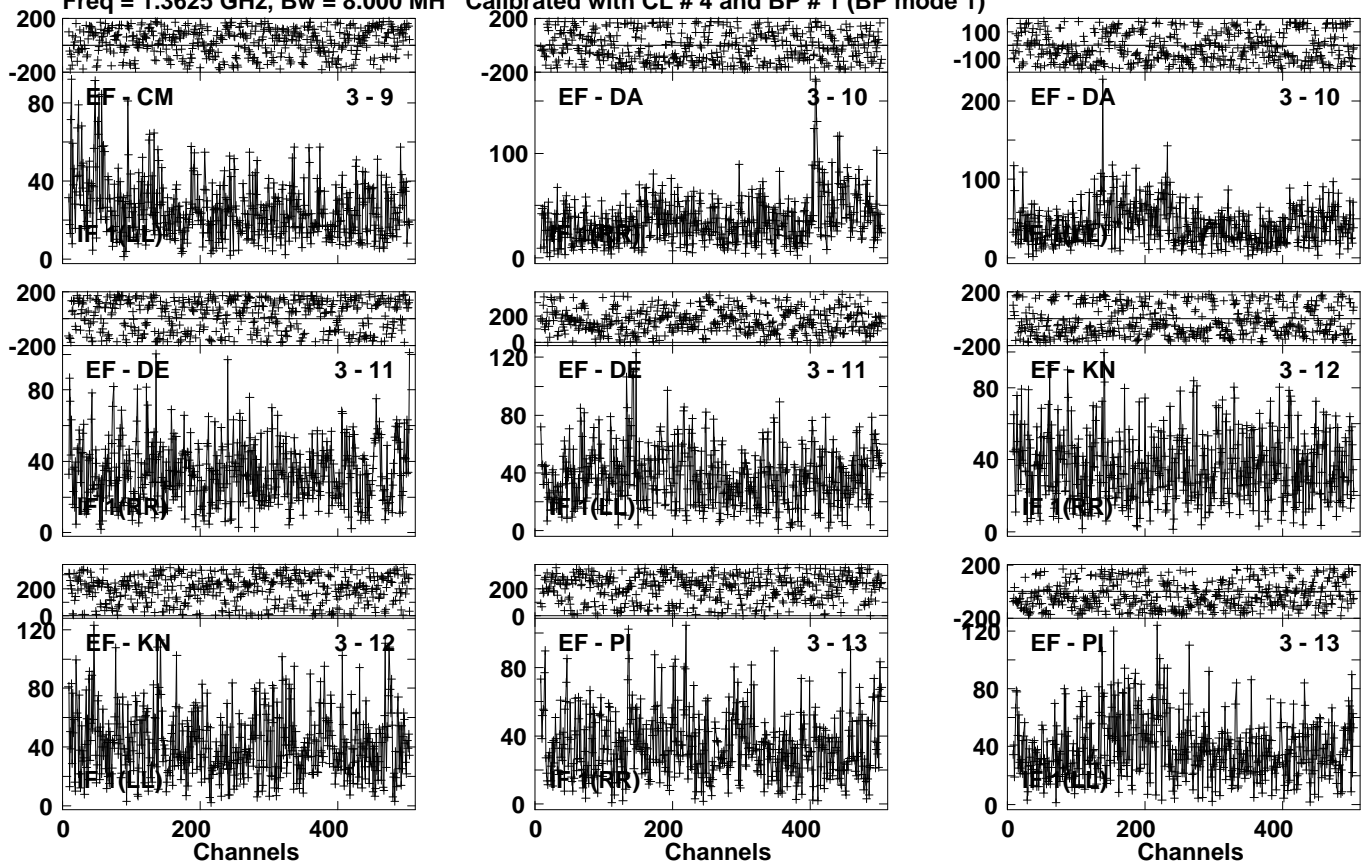 Freq = 1.3625 GHz, Bw = 8.000 MH Calibrated with CL # 4 and BP # 1 (BP mode 1)
200
-200
EF - CM 3 - 9
80
40
0
IF 1(LL)
200
-200
EF - DA 3 - 10
100
0
IF 1(RR)
100
-100
EF - DA 3 - 10
200
100
0
IF 1(LL)
200
-200
EF - DE 3 - 11
80
40
0
IF 1(RR)
200
0
EF - DE 3 - 11
120
80
40
0
IF 1(LL)
200
-200
EF - KN 3 - 12
80
40
0
IF 1(RR)
200
0
EF - KN 3 - 12
120
80
40
0
IF 1(LL)
0 200 400
Channels
200
0
EF - PI 3 - 13
80
40
0
IF 1(RR)
0 200 400
Channels
200
-200
EF - PI 3 - 13
120
80
40
0
IF 1(LL)
0 200 400
Channels